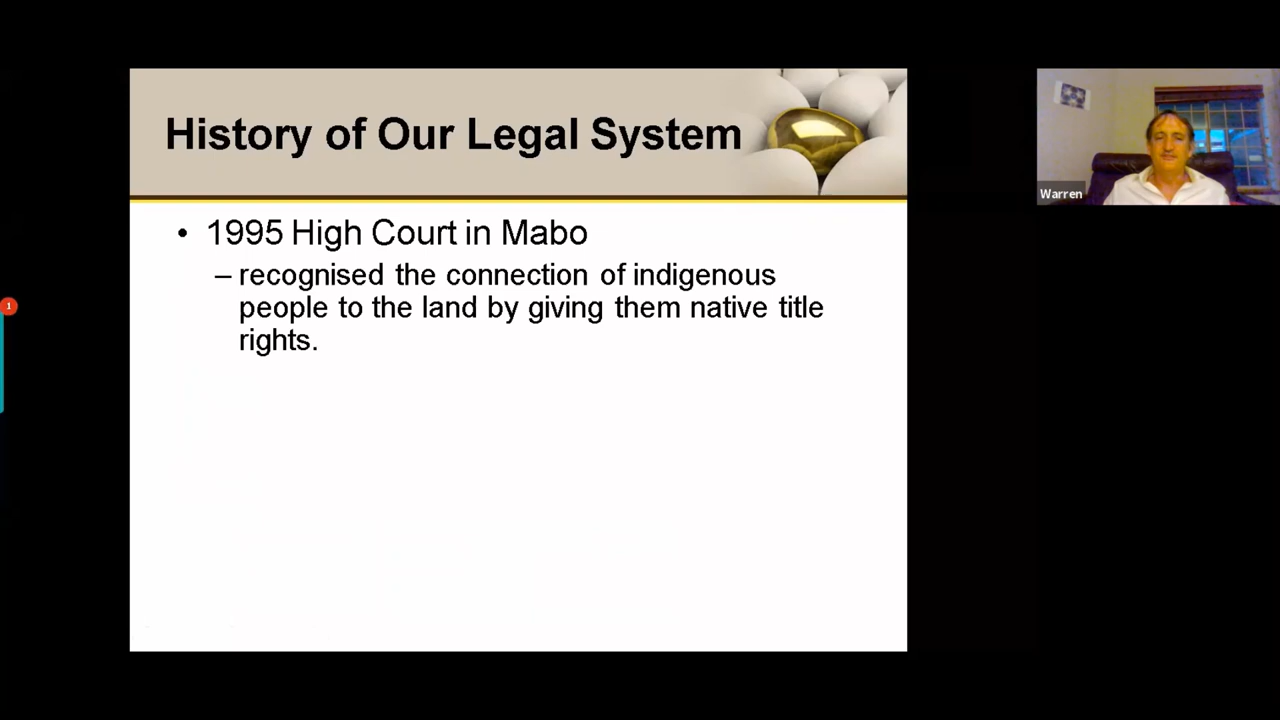 History of Our Legal System
• 1995 High Court in Mabo
– recognised the connection of indigenous
people to the land by giving them native title
rights.
Warren
1